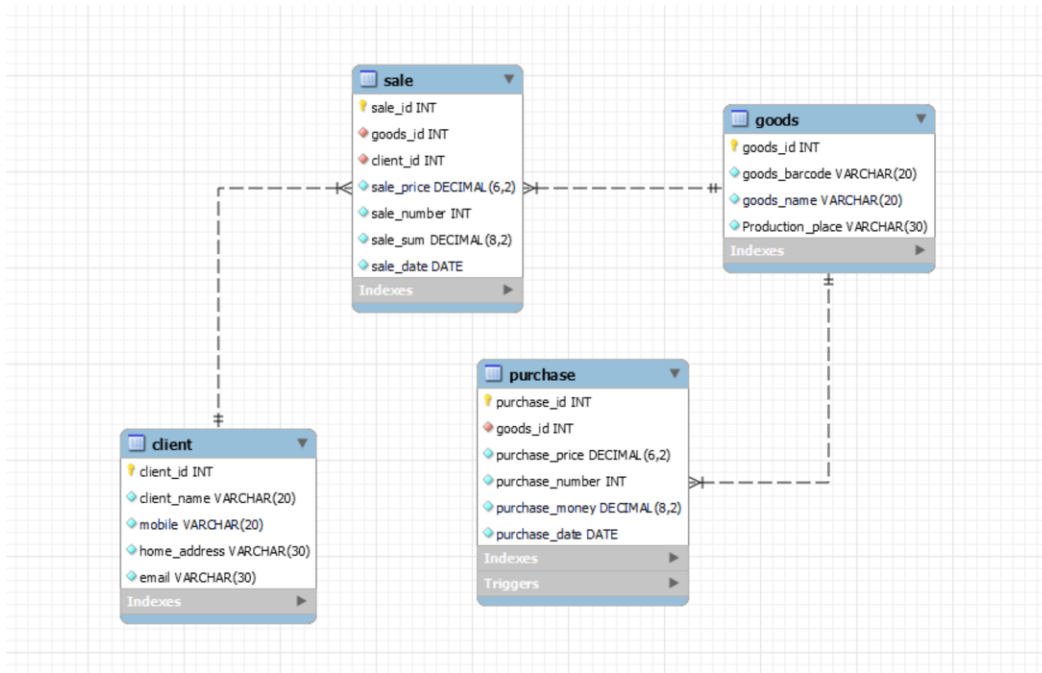 sale
sale_id INT
goods_id INT
client_id INT
sale_price DECIMAL(6,2)
sale_number INT
sale_sum DECIMAL(8,2)
sale_date DATE
Indexes
goods
goods_id INT
goods_barcode VARCHAR(20)
goods_name VARCHAR(20)
Production_place VARCHAR(30)
Indexes
purchase
purchase_id INT
goods_id INT
purchase_price DECIMAL(6,2)
purchase_number INT
purchase_money DECIMAL(8,2)
purchase_date DATE
Indexes
Triggers
client
client_id INT
client_name VARCHAR(20)
mobile VARCHAR(20)
home_address VARCHAR(30)
email VARCHAR(30)
Indexes